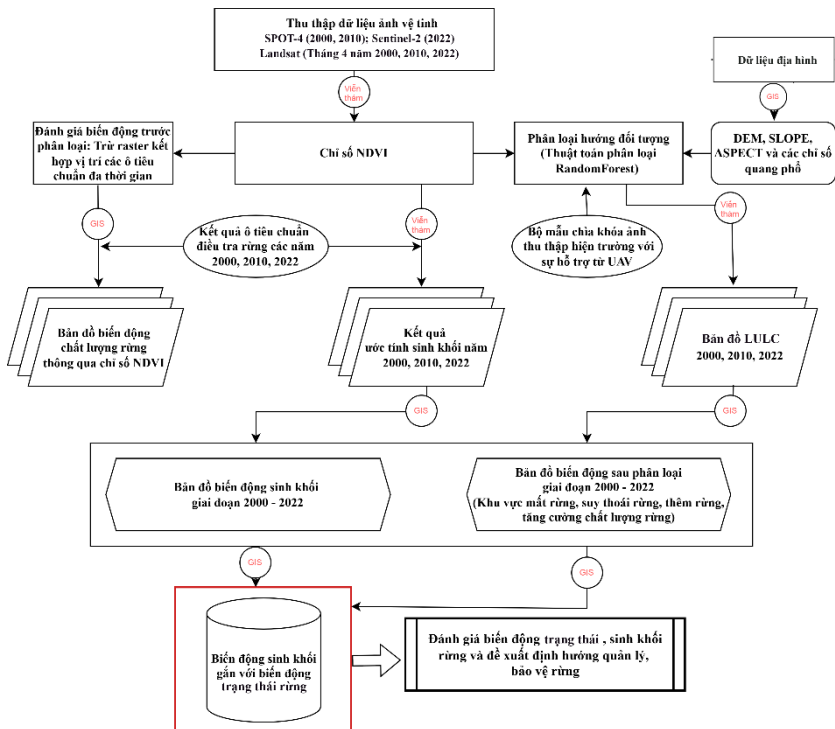 Thu thập dữ liệu ảnh vệ tinh
SPOT-4 (2000, 2010); Sentinel-2 (2022)
Landsat (Tháng 4 năm 2000, 2010, 2022)
Dữ liệu địa hình
Viễn
thám
GIS
Đánh giá biến động trước
phân loại: Trừ raster kết
hợp vị trí các ô tiêu
chuẩn đa thời gian
Chỉ số NDVI
Phân loại hướng đối tượng
(Thuật toán phân loại
RandomForest)
DEM, SLOPE,
ASPECT và các chỉ số
quang phổ
GIS
Viễn
thám
Viễn
thám
Kết quả ô tiêu chuẩn
điều tra rừng các năm
2000, 2010, 2022
Bộ mẫu chìa khóa ảnh
thu thập hiện trường với
sự hỗ trợ từ UAV
Bản đồ biến động
chất lượng rừng
thông qua chỉ số NDVI
Kết quả
ước tính sinh khối năm
2000, 2010, 2022
Bản đồ LULC
2000, 2010, 2022
GIS
GIS
Bản đồ biến động sinh khối
giai đoạn 2000 - 2022
Bản đồ biến động sau phân loại
giai đoạn 2000 - 2022
(Khu vực mất rừng, suy thoái rừng, thêm rừng,
tăng cường chất lượng rừng)
GIS
GIS
Biến động sinh khối
gắn với biến động
trạng thái rừng
Đánh giá biến động trạng thái , sinh khối
rừng và đề xuất định hướng quản lý,
bảo vệ rừng